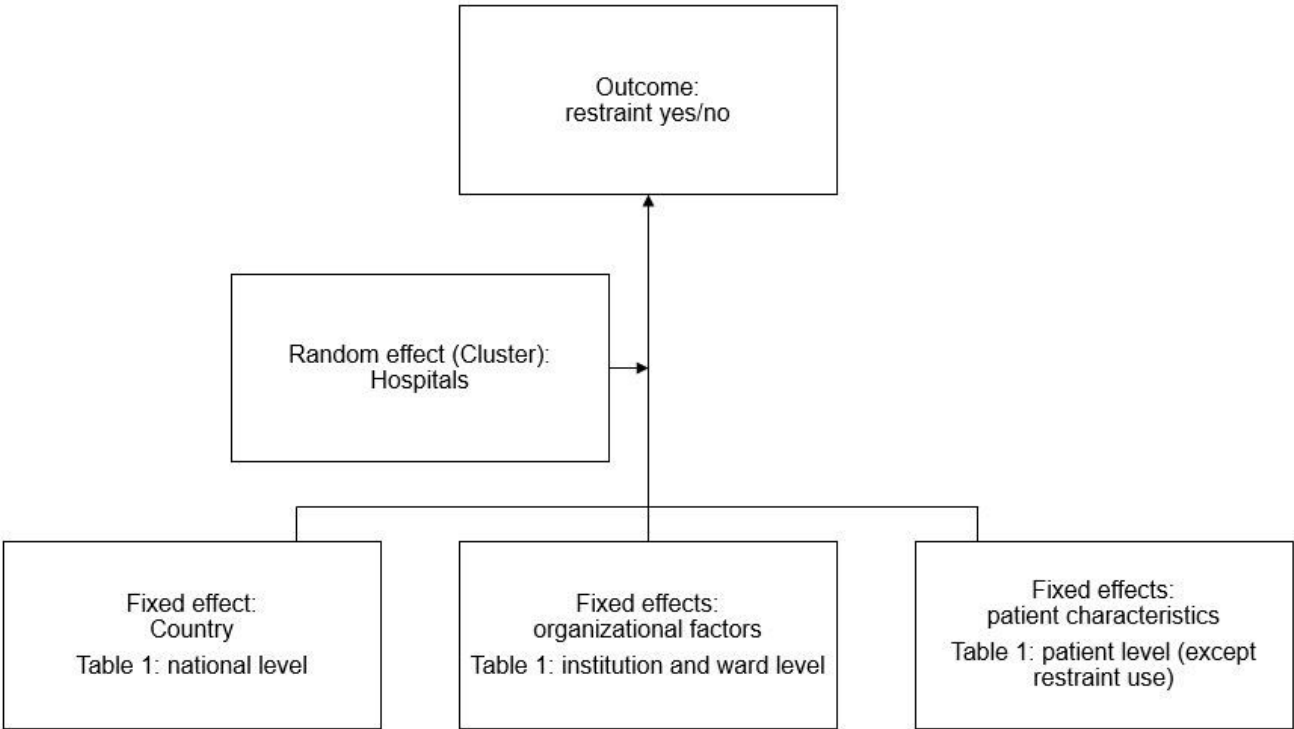 Outcome:
restraint yes/no
Random effect (Cluster):
Hospitals
Fixed effect:
Country
Table 1: national level
Fixed effects:
organizational factors
Table 1: institution and ward level
Fixed effects:
patient characteristics
Table 1: patient level (except
restraint use)